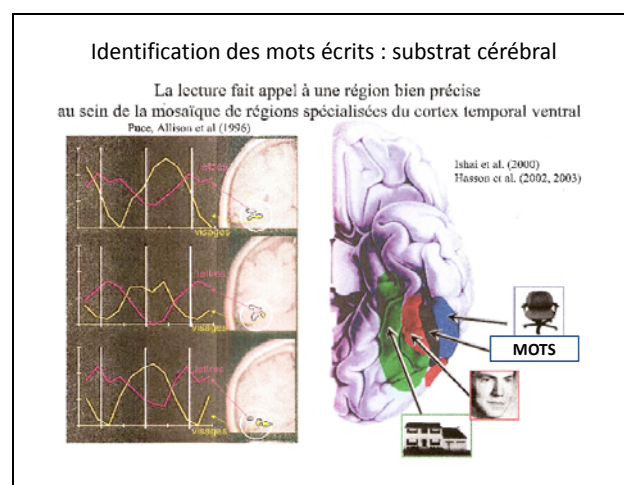 Identification des mots écrits : substrat cérébral
La lecture fait appel à une région bien précise
au sein de la mosaïque de régions spécialisées du cortex temporal ventral
Puce, Allison et al (1996)
Ishai et al. (2000)
Hasson et al. (2002, 2003)
lettres
visages
lettres
visages
lettres
visages
MOTS